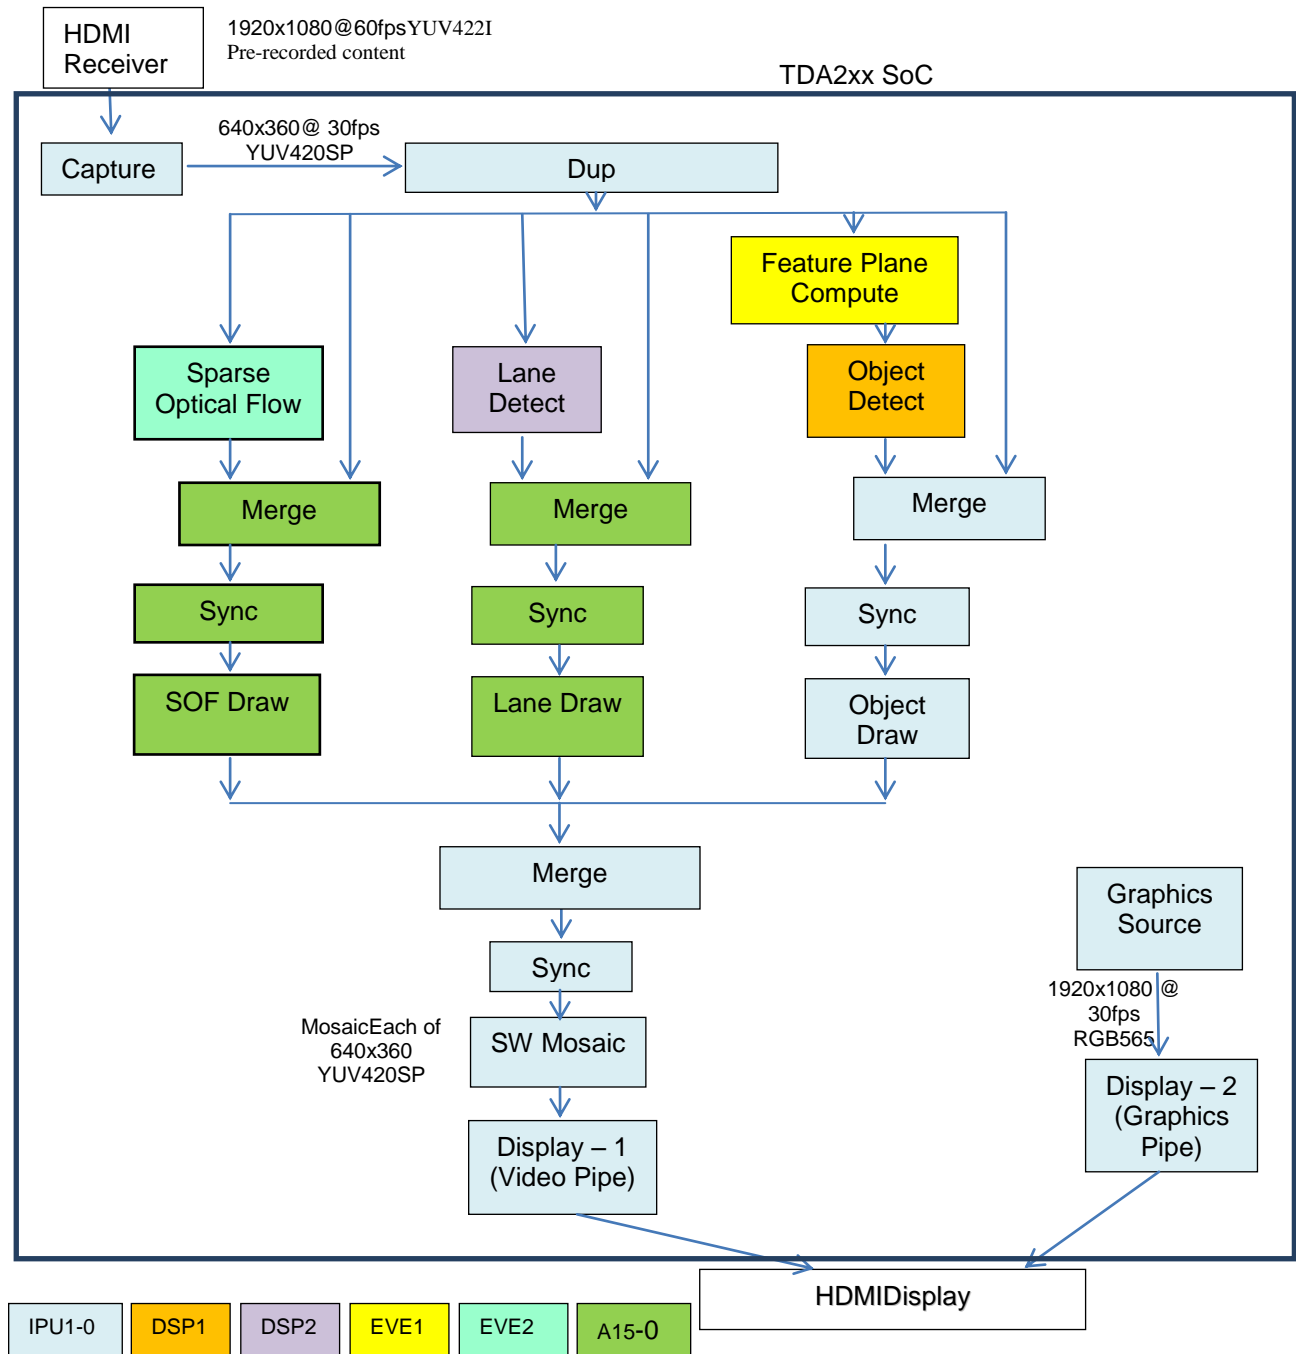 HDMI
Receiver
1920x1080@60fpsYUV422I
Pre-recorded content
TDA2xx SoC
640x360@ 30fps
YUV420SP
Capture
Dup
Feature Plane
Compute
Sparse
Optical Flow
Lane
Detect
Object
Detect
Merge
Merge
Merge
Sync
Sync
Sync
SOF Draw
Lane Draw
Object
Draw
Merge
Graphics
Source
Sync
1920x1080 @
30fps
RGB565
MosaicEach of
640x360
YUV420SP
SW Mosaic
Display – 1
(Video Pipe)
Display – 2
(Graphics
Pipe)
HDMIDisplay
IPU1-0
DSP1
DSP2
EVE1
EVE2
A15-0